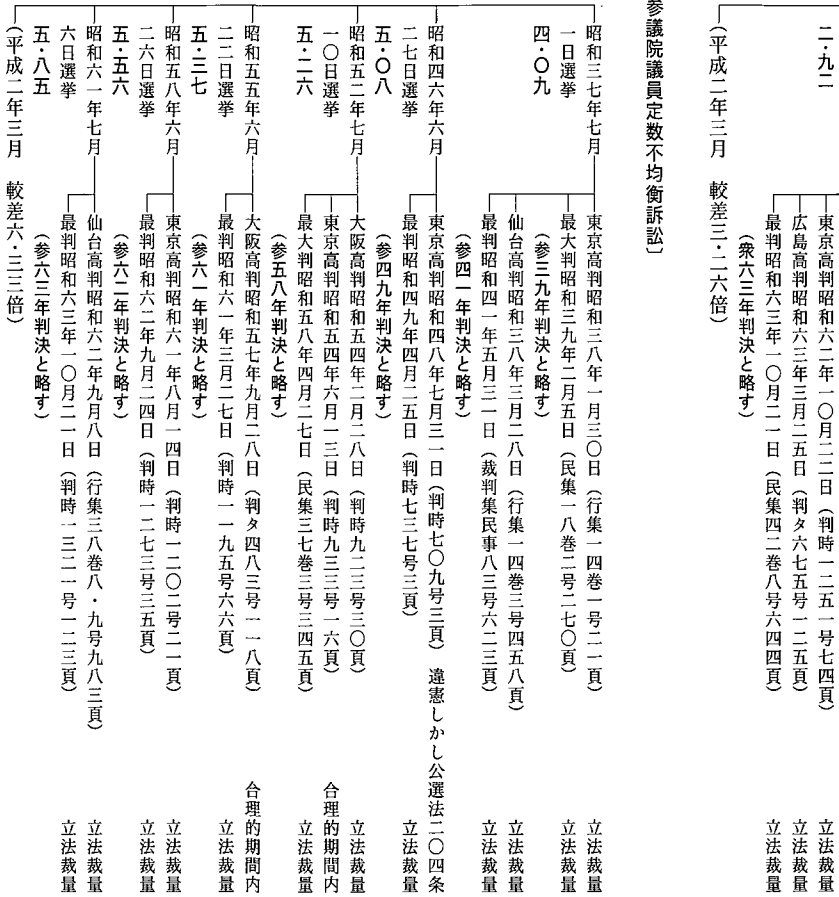 二・九二
東京高判昭和六二年一〇月二二日（判時一二五一号七四頁）　立法裁量
広島高判昭和六三年三月二五日（判タ六七五号一二五頁）　立法裁量
最判昭和六三年一〇月二一日（民集四二巻八号六四四頁）　立法裁量
（衆六三年判決と略す）
（平成二年三月　較差三・二六倍）
参議院議員定数不均衡訴訟〕
昭和三七年七月
一日選挙
四・〇九
東京高判昭和三八年一月三〇日（行集一四巻一号二一頁）　立法裁量
最大判昭和三九年二月五日（民集一八巻二号二七〇頁）　立法裁量
（参三九年判決と略す）
仙台高判昭和三八年三月二八日（行集一四巻三号四五八頁）　立法裁量
最判昭和四一年五月三一日（裁判集民事八三号六二三頁）　立法裁量
（参四一年判決と略す）
昭和四六年六月
二七日選挙
五・〇八
東京高判昭和四八年七月三一日（判時七〇九号三頁）　違憲しかし公選法二〇四条
最判昭和四九年四月二五日（判時七三七号三頁）　立法裁量
（参四九年判決と略す）
昭和五二年七月
一〇日選挙
五・二六
大阪高判昭和五四年二月二八日（判時九二三号三〇頁）　立法裁量
東京高判昭和五四年六月一三日（判時九三三号一六頁）　合理的期間内
最大判昭和五八年四月二七日（民集三七巻三号三四五頁）　立法裁量
（参五八年判決と略す）
昭和五五年六月
二二日選挙
五・三七
大阪高判昭和五七年九月二八日（判タ四八三号一一八頁）　合理的期間内
最判昭和六一年三月二七日（判時一一九五号六六頁）　立法裁量
（参六一年判決と略す）
昭和五八年六月
二六日選挙
五・五六
東京高判昭和六一年八月一四日（判時一二〇二号二一頁）　立法裁量
最判昭和六二年九月二四日（判時一二七三号三五頁）　立法裁量
（参六二年判決と略す）
昭和六一年七月
六日選挙
五・八五
仙台高判昭和六二年九月八日（行集三八巻八・九号九八三頁）　立法裁量
最判昭和六三年一〇月二一日（判時一三二一号一二三頁）　立法裁量
（参六三年判決と略す）
（平成二年三月　較差六・三三倍）